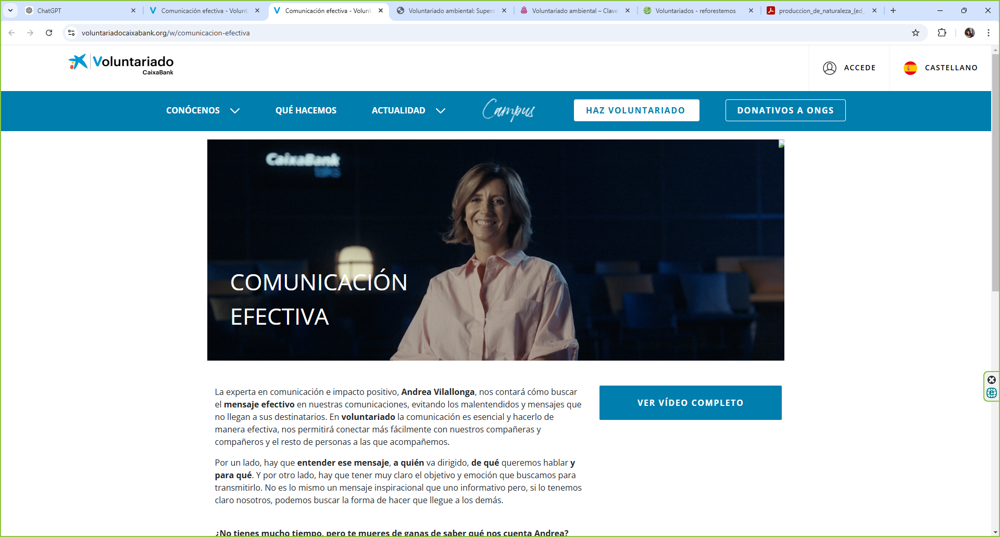 ChatGPT
Comunicación efectiva - Volunt
Comunicación efectiva - Volunt
Voluntariado ambiental: Supera
Voluntariado ambiental – Clave
Voluntariados - reforestemos
produccion_de_naturaleza_(ed_
voluntariadocaixabank.org/w/comunicacion-efectiva
Voluntariado
CaixaBank
ACCEDE
CASTELLANO
CONÓCENOS
QUÉ HACEMOS
ACTUALIDAD
Campus
HAZ VOLUNTARIADO
DONATIVOS A ONGS
CaixaBank
talks
COMUNICACIÓN
EFECTIVA
La experta en comunicación e impacto positivo, Andrea Vilallonga, nos contará cómo buscar
el mensaje efectivo en nuestras comunicaciones, evitando los malentendidos y mensajes que
no llegan a sus destinatarios. En voluntariado la comunicación es esencial y hacerlo de
manera efectiva, nos permitirá conectar más fácilmente con nuestros compañeras y
compañeros y el resto de personas a las que acompañemos.
VER VÍDEO COMPLETO
Por un lado, hay que entender ese mensaje, a quién va dirigido, de qué queremos hablar y
para qué. Y por otro lado, hay que tener muy claro el objetivo y emoción que buscamos para
transmitirlo. No es lo mismo un mensaje inspiracional que uno informativo pero, si lo tenemos
claro nosotros, podemos buscar la forma de hacer que llegue a los demás.
¿No tienes mucho tiempo, pero te mueres de ganas de saber qué nos cuenta Andrea?